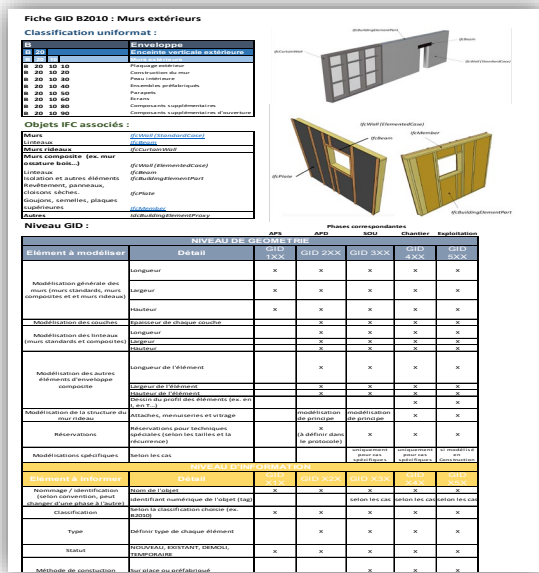 Fiche GID B2010 : Murs extérieurs
Classification uniformat :
B Enveloppe
B 20 Enceinte verticale extérieure
B 20 10 Murs extérieurs
B 20 10 10 Plaquage extérieur
B 20 10 20 Construction du mur
B 20 10 30 Peau intérieure
B 20 10 40 Ensembles préfabriqués
B 20 10 50 Parapets
B 20 10 60 Ecrans
B 20 10 80 Composants supplémentaires
B 20 10 90 Composants supplémentaires d'ouverture
IfcBuildingElementPart
IfcBeam
IfcCurtainWall
IfcWall (StandardCase)
Objets IFC associés :
Murs IfcWall (StandardCase)
Linteaux IfcBeam
Murs rideaux IfcCurtainWall
Murs composite (ex. mur
ossature bois...) IfcWall (ElementedCase)
Linteaux IfcBeam
Isolation et autres éléments IfcBuildingElementPart
Revêtement, panneaux,
cloisons sèches. IfcPlate
Goujons, semelles, plaques
supérieures IfcMember
Autres IdcBuildingElementProxy
IfcWall (ElementedCase)
IfcMember
IfcBeam
IfcPlate
IfcBuildingElementPart
Niveau GID :
Phases correspondantes
APS APD SOU Chantier Exploitation
NIVEAU DE GEOMETRIE
Elément à modéliser Détail GID 1XX GID 2XX GID 3XX GID 4XX GID 5XX
Modélisation générale des
murs (murs standards, murs
composites et et murs rideaux)
Longueur x x x x x
Largeur x x x x x
Hauteur x x x x x
Modélisation des couches Epaisseur de chaque couche x x x x
Modélisation des linteaux
(murs standards et composites)
Longueur x x x x
Largeur x x x x
Hauteur x x x x
Modélisation des autres
éléments d'enveloppe
composite
Longueur de l'élément x x x x
Largeur de l'élément x x x x
Hauteur de l'élément x x x x
Dessin du profil des éléments (ex. en
I, en T...) x x
Modélisation de la structure du
mur rideau
Attaches, menuiseries et vitrage
modélisation
de principe
modélisation
de principe
x x
Réservations
Réservations pour techniques
spéciales (selon les tailles et la
récurrence)
x
(à définir dans
le protocole)
x x x
Modélisations spécifiques Selon les cas
uniquement
pour cas
spécifiques
uniquement
pour cas
spécifiques
si modélisé
en
Construction
NIVEAU D'INFORMATION
Elément à informer Détail GID X1X GID X2X GID X3X GID X4X GID X5X
Nommage / identification
(selon convention, peut
changer d'une phase à l'autre)
Nom de l'objet x x x x x
Identifiant numérique de l'objet (tag) selon les cas selon les cas selon les cas
Classification
Selon la classification choisie (ex.
B2010) x x x x
Type Définir type de chaque élément x x x x
Statut
NOUVEAU, EXISTANT, DEMOLI,
TEMPORAIRE x x x x x
Méthode de constuction Sur place ou préfabriqué x x x